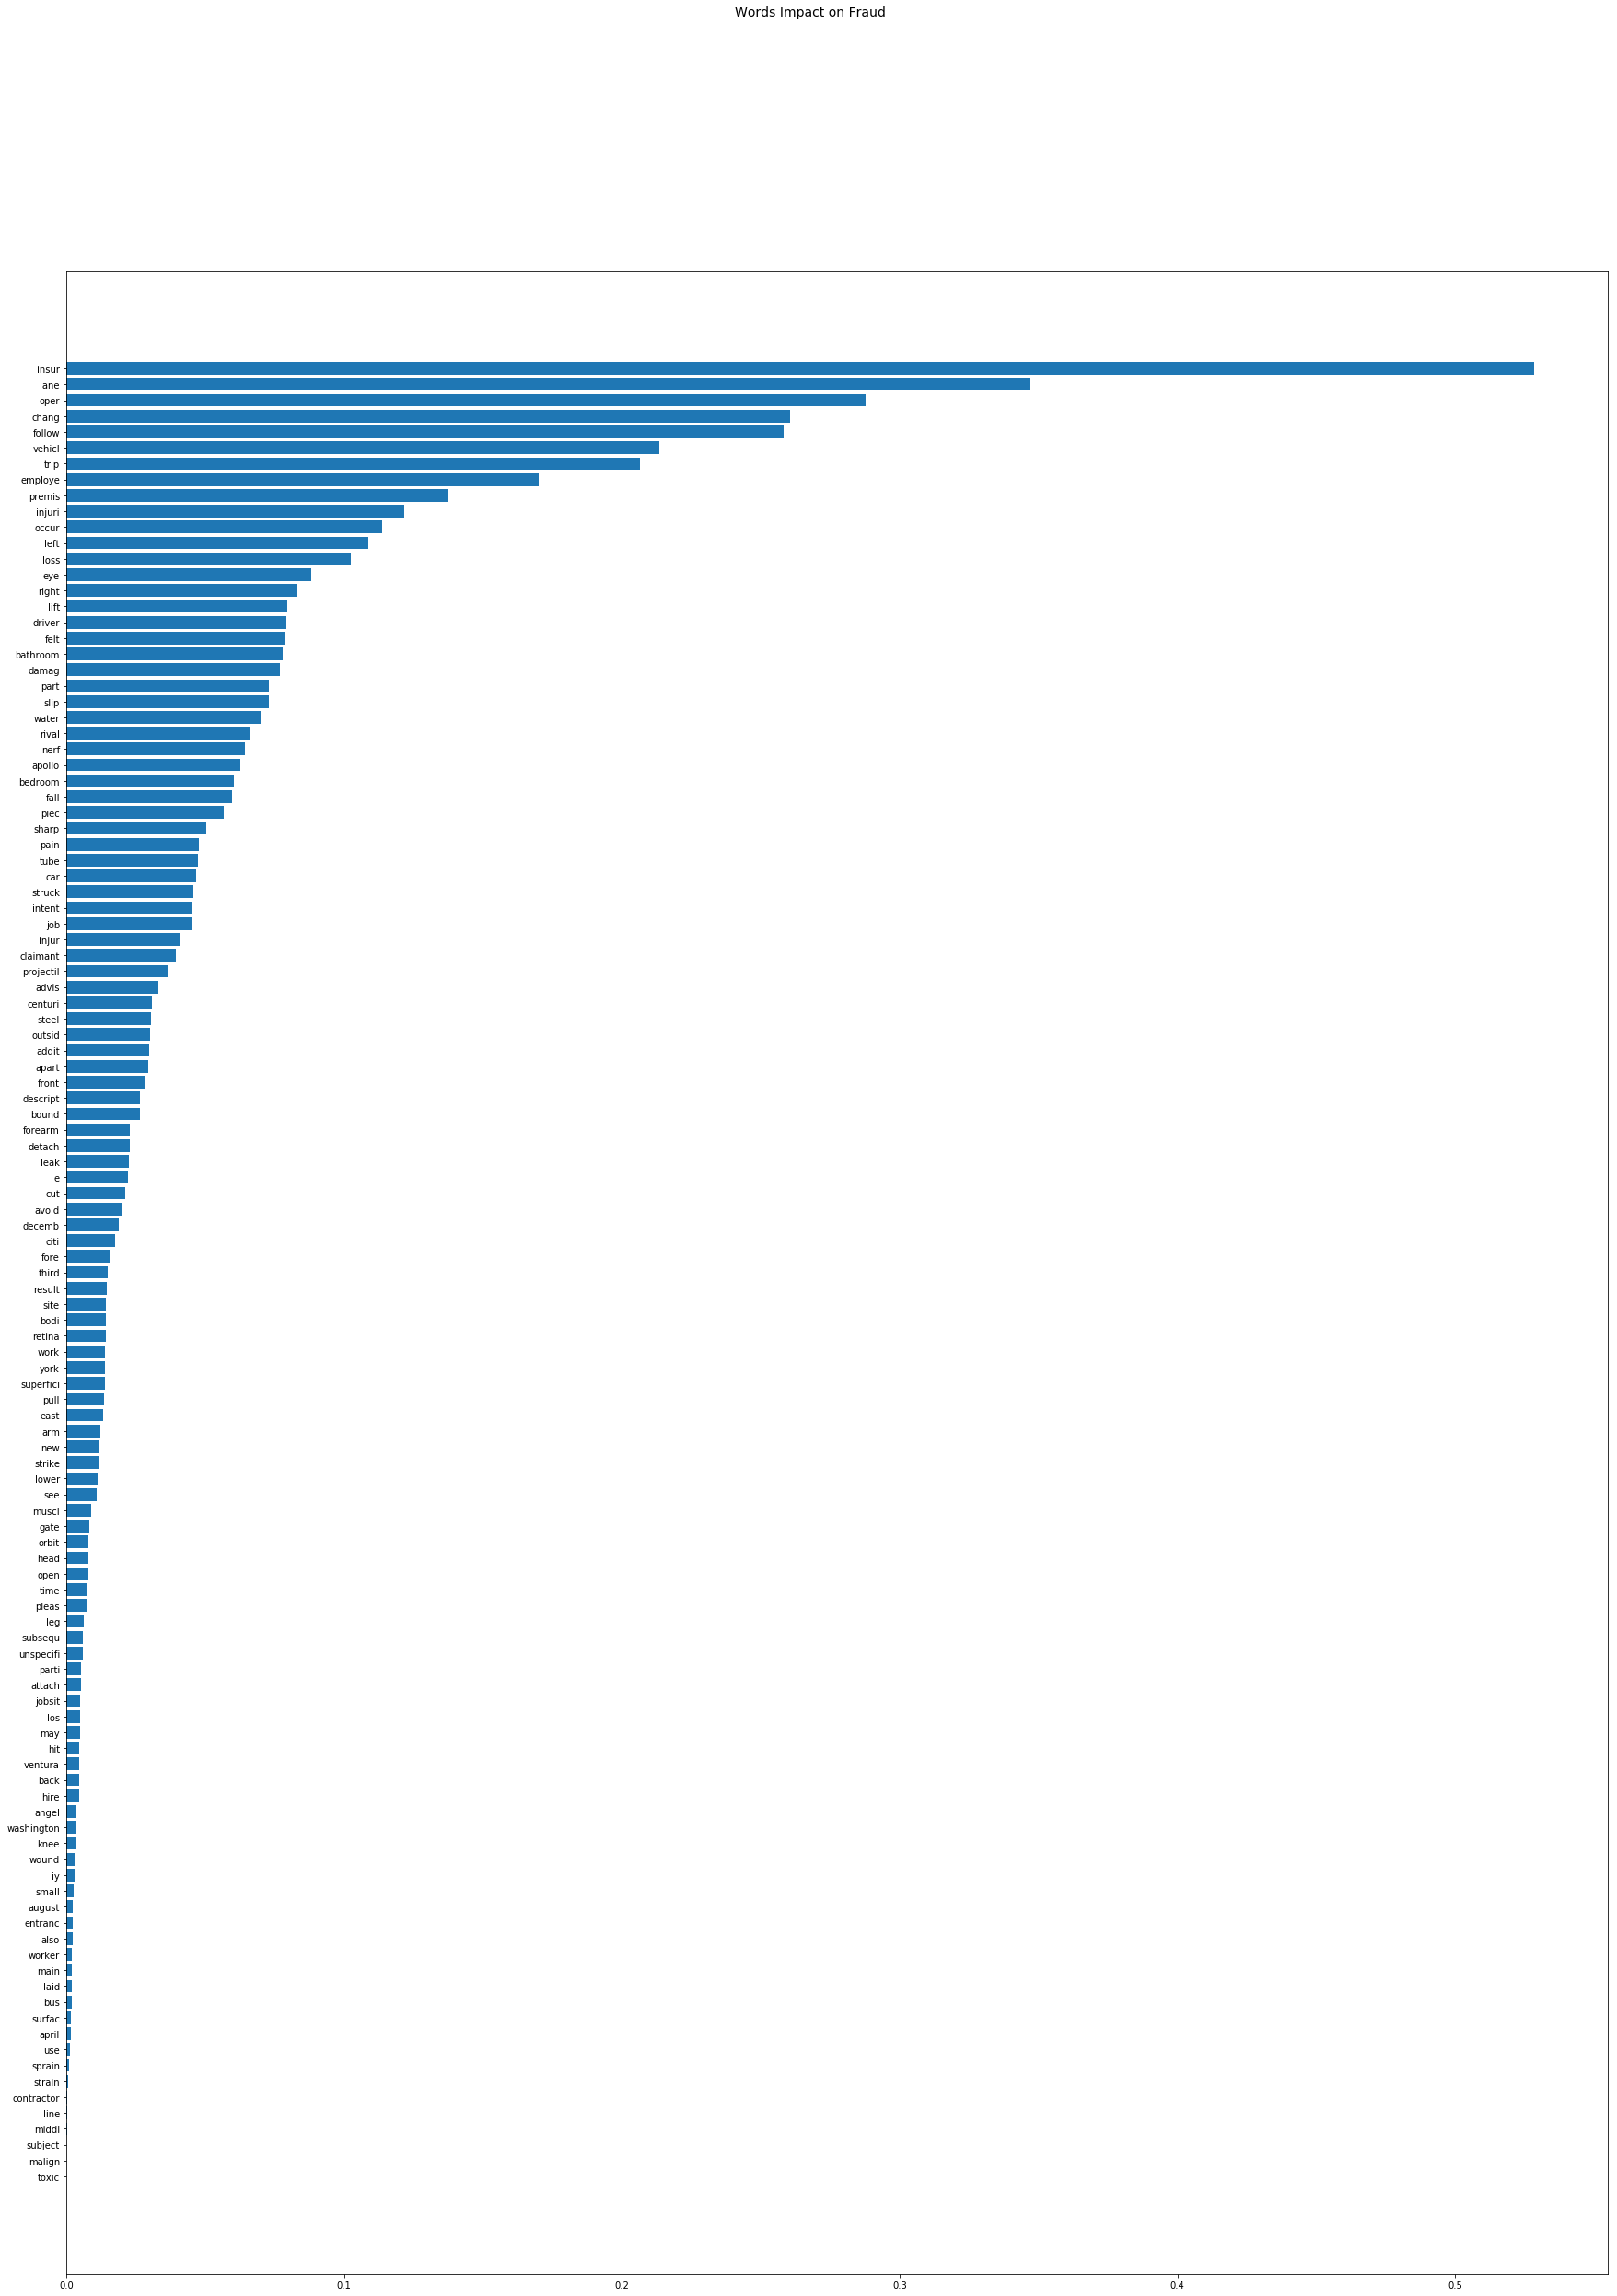 Words Impact on Fraud
insur
lane
oper
chang
follow
vehicl
trip
employe
premis
injuri
occur
left
loss
eye
right
lift
driver
felt
bathroom
damag
part
slip
water
rival
nerf
apollo
bedroom
fall
piec
sharp
pain
tube
car
struck
intent
job
injur
claimant
projectil
advis
centuri
steel
outsid
addit
apart
front
descript
bound
forearm
detach
leak
e
cut
avoid
decemb
citi
fore
third
result
site
bodi
retina
work
york
superfici
pull
east
arm
new
strike
lower
see
muscl
gate
orbit
head
open
time
pleas
leg
subsequ
unspecifi
parti
attach
jobsit
los
may
hit
ventura
back
hire
angel
washington
knee
wound
iy
small
august
entranc
also
worker
main
laid
bus
surfac
april
use
sprain
strain
contractor
line
middl
subject
malign
toxic
0.0 0.1 0.2 0.3 0.4 0.5